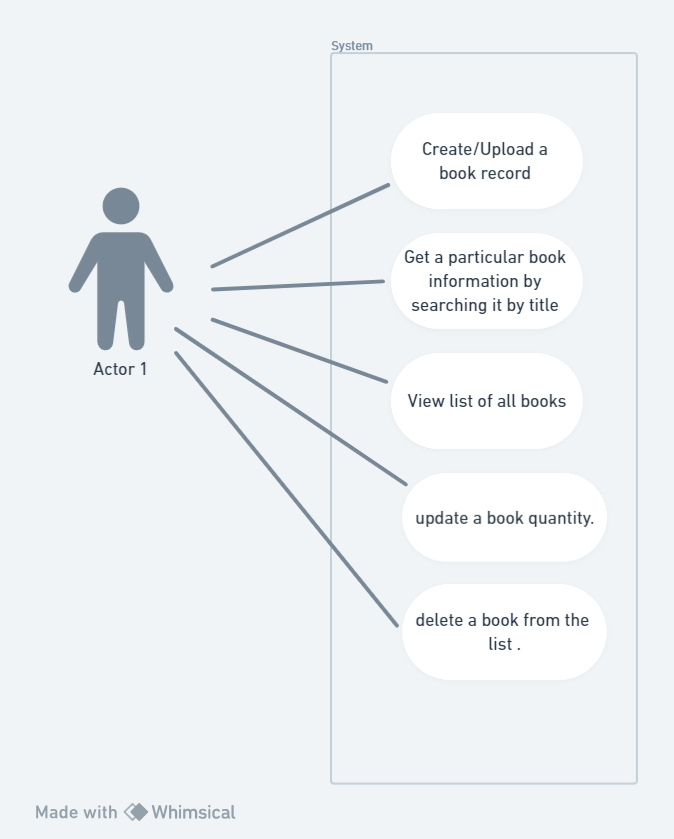 System
Create/Upload a
book record
Get a particular book
information by
searching it by title
View list of all books
update a book quantity.
delete a book from the
list .
Actor 1
Made with Whimsical